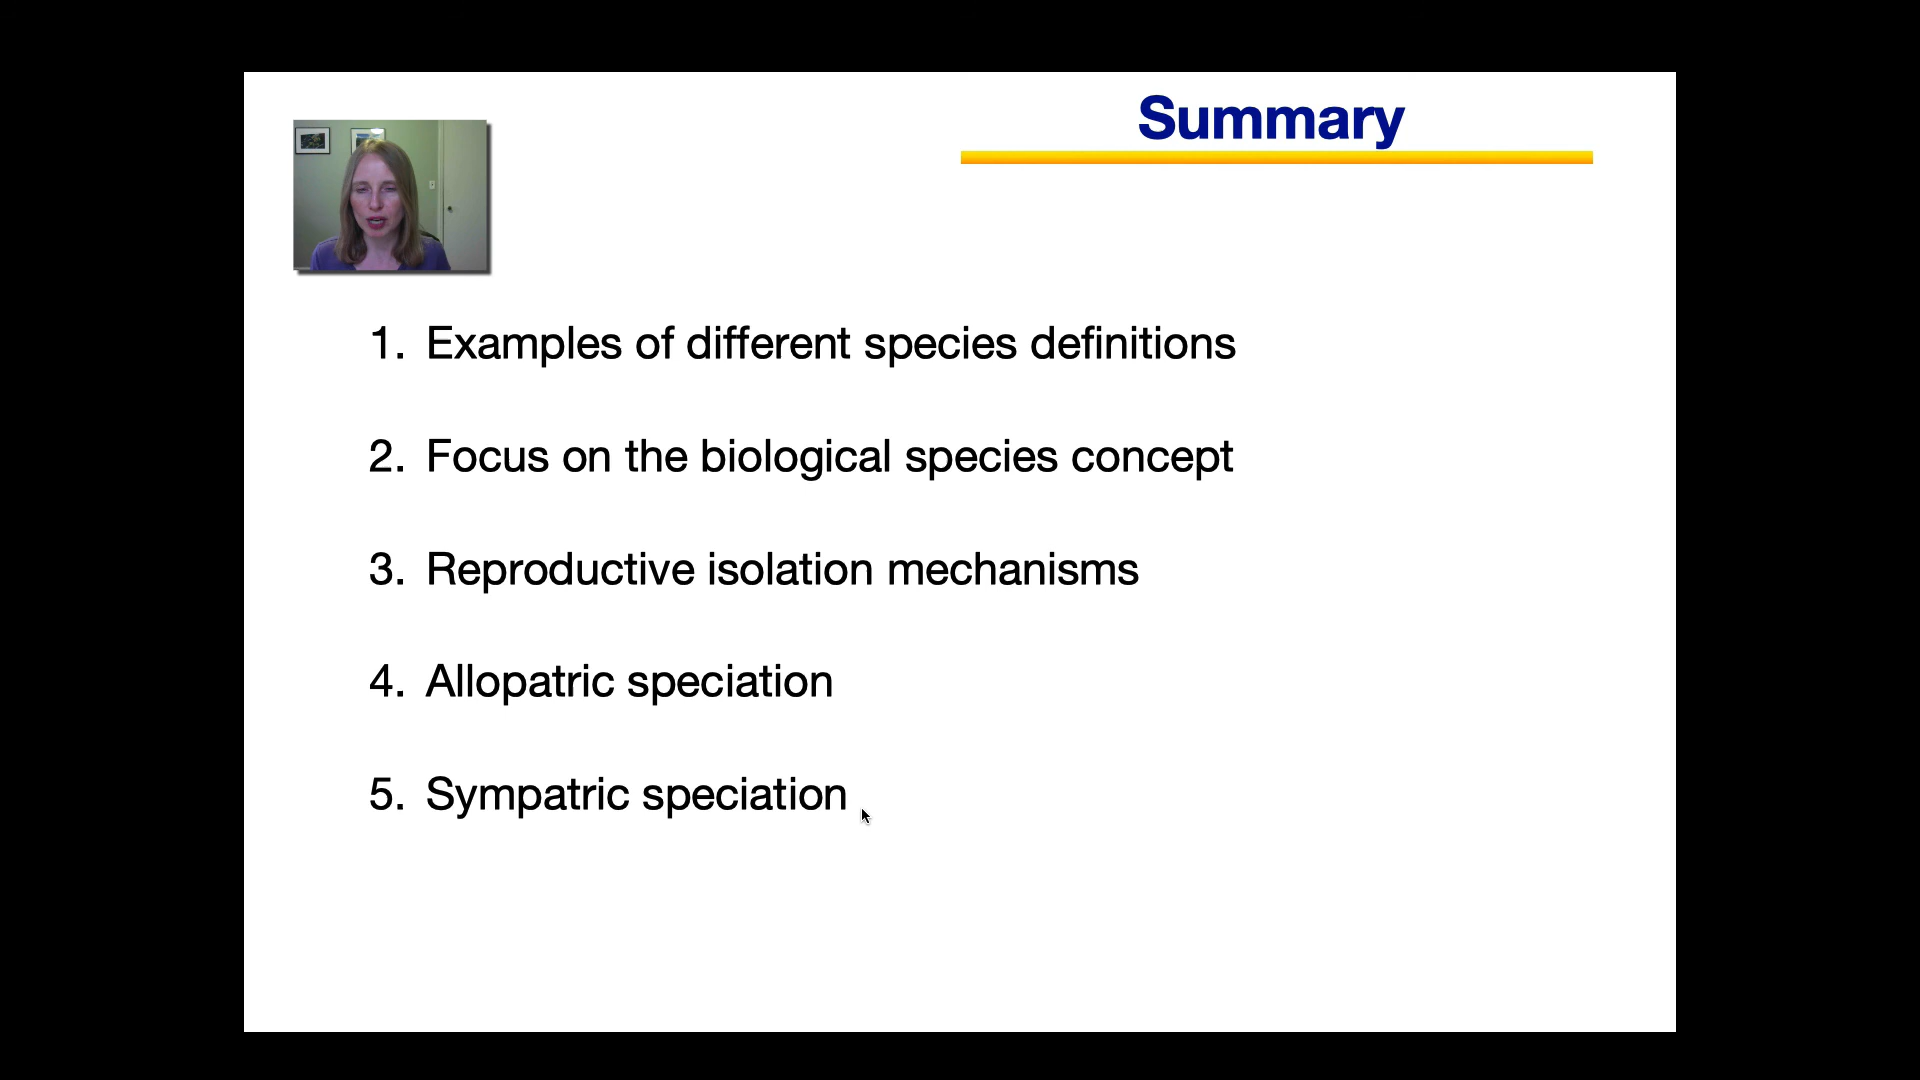 Summary
1. Examples of different species definitions
2. Focus on the biological species concept
3. Reproductive isolation mechanisms
4. Allopatric speciation
5. Sympatric speciation